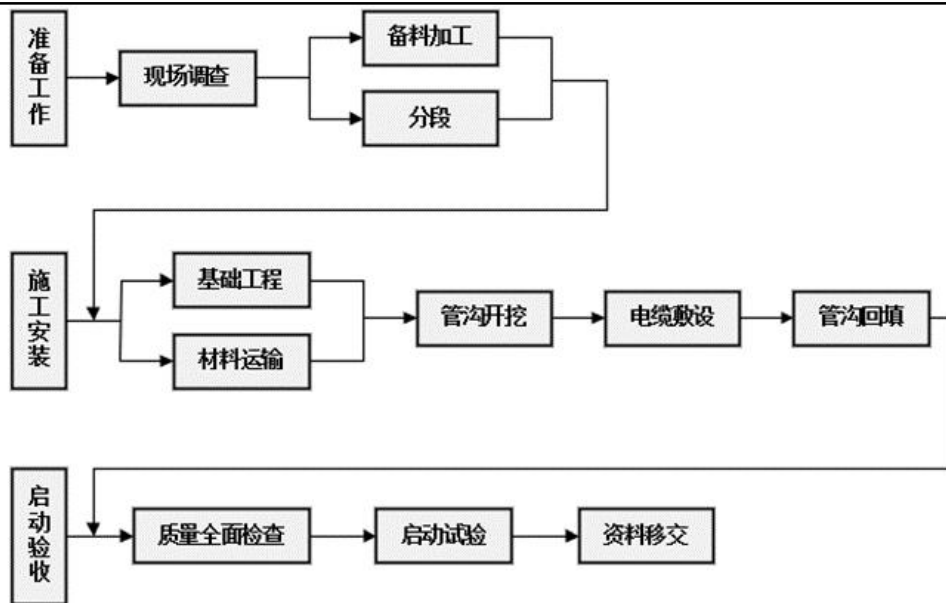 准备工作
现场调查
备料加工
分段
施工安装
基础工程
材料运输
管沟开挖
电缆敷设
管沟回填
启动验收
质量全面检查
启动试验
资料移交